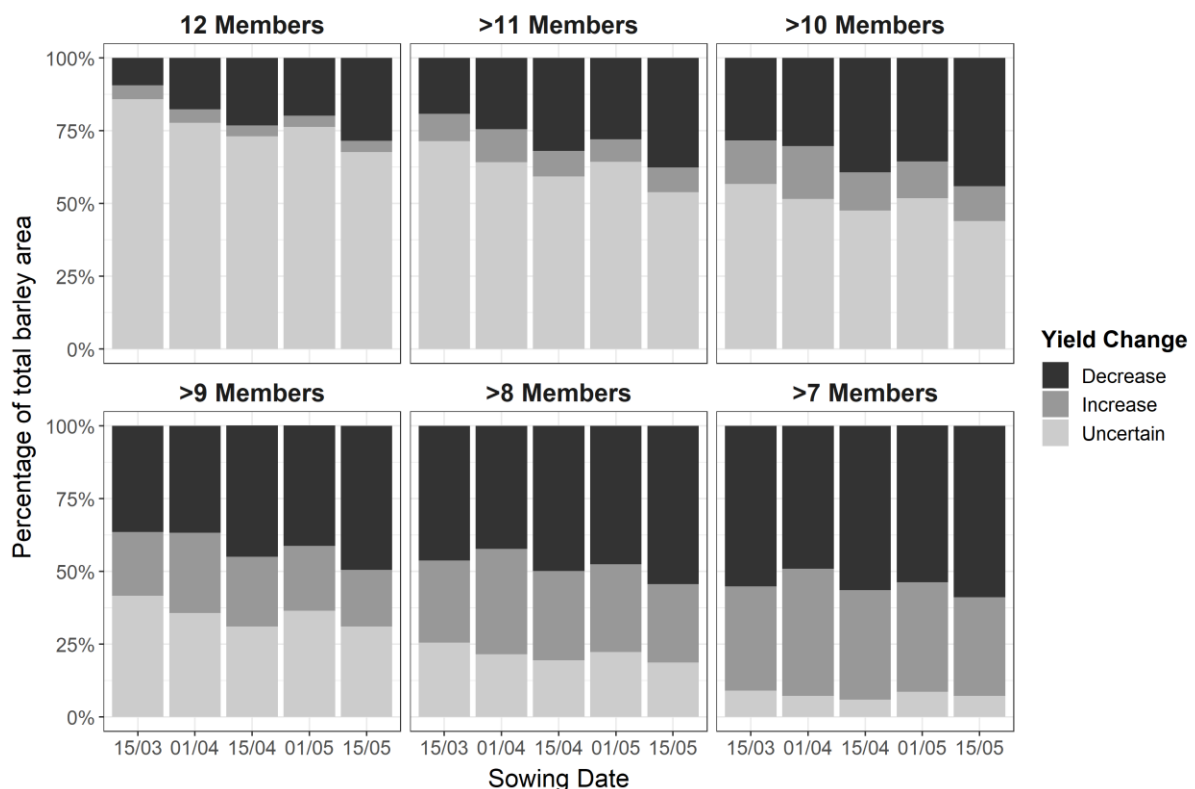 12 Members
>11 Members
>10 Members
100%
75%
50%
25%
0%
>9 Members
>8 Members
>7 Members
100%
75%
50%
25%
0%
15/03 01/04 15/04 01/05 15/05
15/03 01/04 15/04 01/05 15/05
15/03 01/04 15/04 01/05 15/05
Sowing Date
Percentage of total barley area
Yield Change
Decrease
Increase
Uncertain